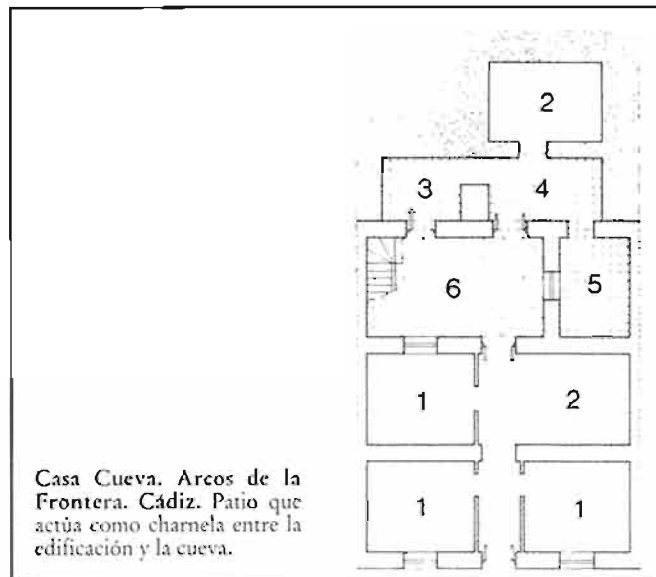 2
3 4
6 5
1 2
1 1
Casa Cueva. Arcos de la
Frontera. Cádiz. Patio que
actúa como charnela entre la
edificación y la cueva.